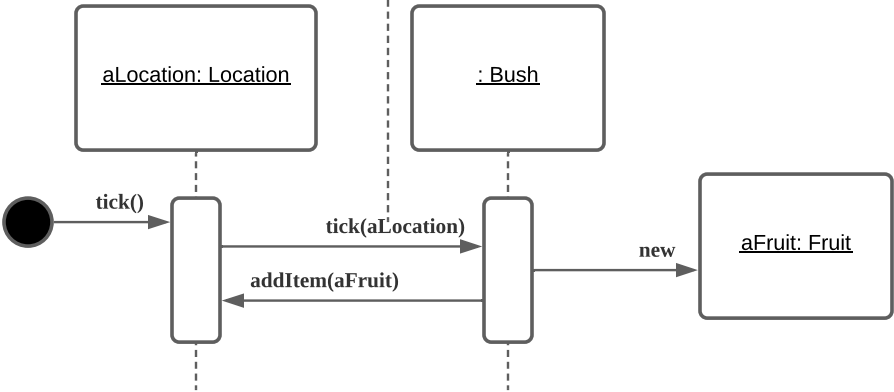 aLocation: Location
: Bush
tick()
tick(aLocation)
new
aFruit: Fruit
addItem(aFruit)